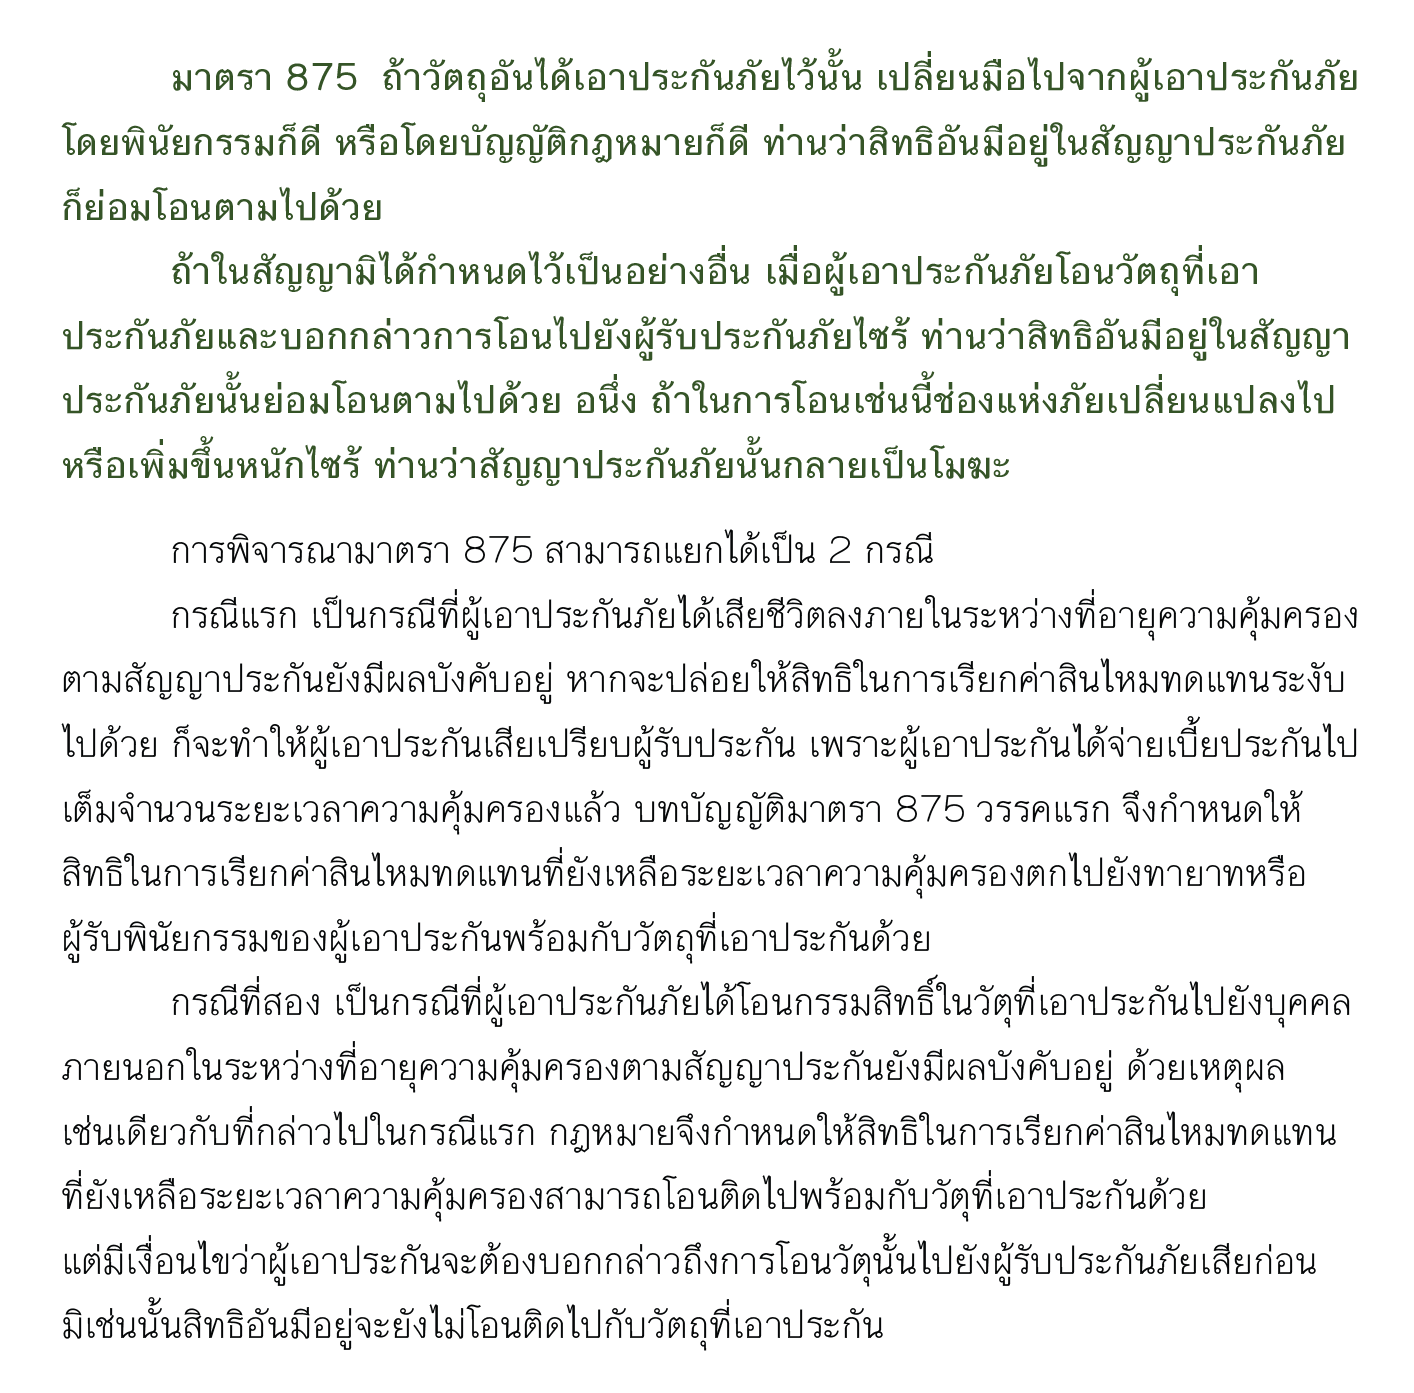 มาตรา 875  ถ้าวัตถุอันได้เอาประกันภัยไว้นั้น เปลี่ยนมือไปจากผู้เอาประกันภัย
โดยพินัยกรรมก็ดี หรือโดยบัญญัติกฎหมายก็ดี ท่านว่าสิทธิอันมีอยู่ในสัญญาประกันภัย
ก็ย่อมโอนตามไปด้วย
ถ้าในสัญญามิได้กำหนดไว้เป็นอย่างอื่น เมื่อผู้เอาประกันภัยโอนวัตถุที่เอา
ประกันภัยและบอกกล่าวการโอนไปยังผู้รับประกันภัยไซร้ ท่านว่าสิทธิอันมีอยู่ในสัญญา
ประกันภัยนั้นย่อมโอนตามไปด้วย อนึ่ง ถ้าในการโอนเช่นนี้ช่องแห่งภัยเปลี่ยนแปลงไป
หรือเพิ่มขึ้นหนักไซร้ ท่านว่าสัญญาประกันภัยนั้นกลายเป็นโมฆะ
การพิจารณามาตรา 875 สามารถแยกได้เป็น 2 กรณี
กรณีแรก เป็นกรณีที่ผู้เอาประกันภัยได้เสียชีวิตลงภายในระหว่างที่อายุความคุ้มครอง
ตามสัญญาประกันยังมีผลบังคับอยู่ หากจะปล่อยให้สิทธิในการเรียกค่าสินไหมทดแทนระงับ
ไปด้วย ก็จะทำให้ผู้เอาประกันเสียเปรียบผู้รับประกัน เพราะผู้เอาประกันได้จ่ายเบี้ยประกันไป
เต็มจำนวนระยะเวลาความคุ้มครองแล้ว บทบัญญัติมาตรา 875 วรรคแรก จึงกำหนดให้
สิทธิในการเรียกค่าสินไหมทดแทนที่ยังเหลือระยะเวลาความคุ้มครองตกไปยังทายาทหรือ
ผู้รับพินัยกรรมของผู้เอาประกันพร้อมกับวัตถุที่เอาประกันด้วย
กรณีที่สอง เป็นกรณีที่ผู้เอาประกันภัยได้โอนกรรมสิทธิ์ในวัตุที่เอาประกันไปยังบุคคล
ภายนอกในระหว่างที่อายุความคุ้มครองตามสัญญาประกันยังมีผลบังคับอยู่ ด้วยเหตุผล
เช่นเดียวกับที่กล่าวไปในกรณีแรก กฎหมายจึงกำหนดให้สิทธิในการเรียกค่าสินไหมทดแทน
ที่ยังเหลือระยะเวลาความคุ้มครองสามารถโอนติดไปพร้อมกับวัตุที่เอาประกันด้วย
แต่มีเงื่อนไขว่าผู้เอาประกันจะต้องบอกกล่าวถึงการโอนวัตุนั้นไปยังผู้รับประกันภัยเสียก่อน
มิเช่นนั้นสิทธิอันมีอยู่จะยังไม่โอนติดไปกับวัตถุที่เอาประกัน